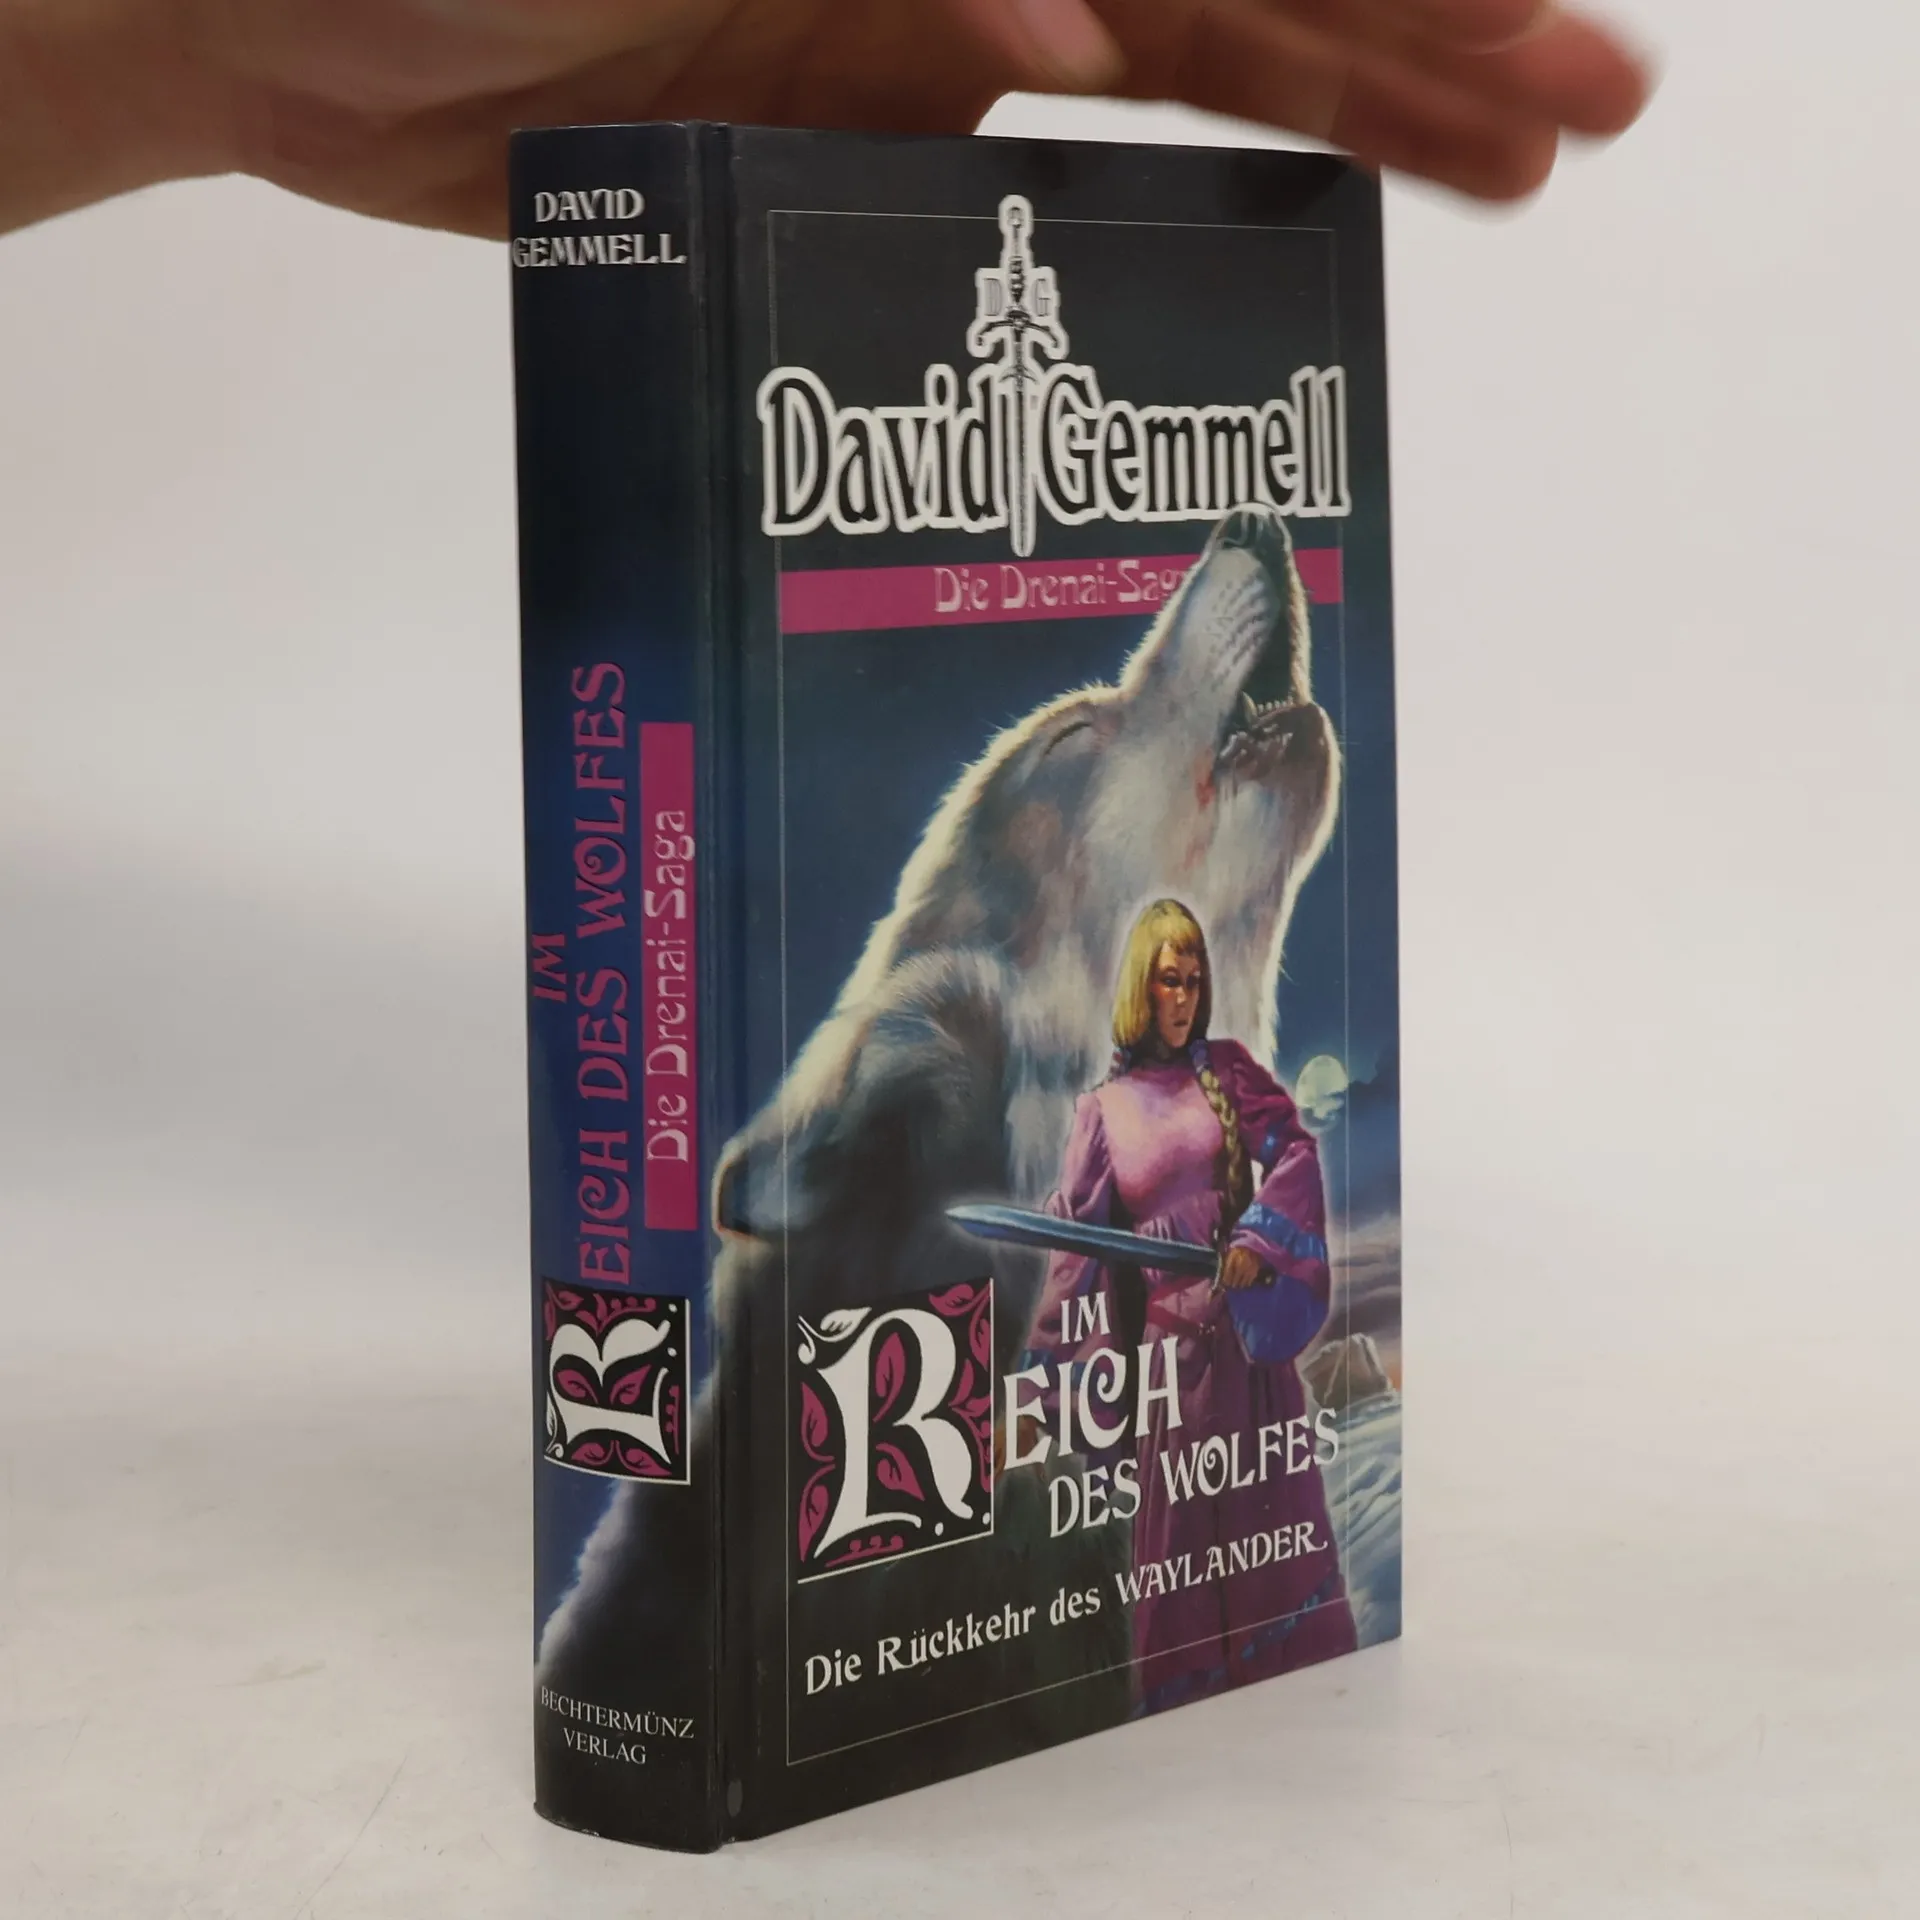 DAVID
GEMMELL
IM
REICH DES WOLFES
Die Drenai-Saga
BECHTERMÜNZ
VERLAG
D G
David Gemmell
Die Drenai-Saga
IM
REICH
DES WOLFES
Die Rückkehr des WAYLANDER